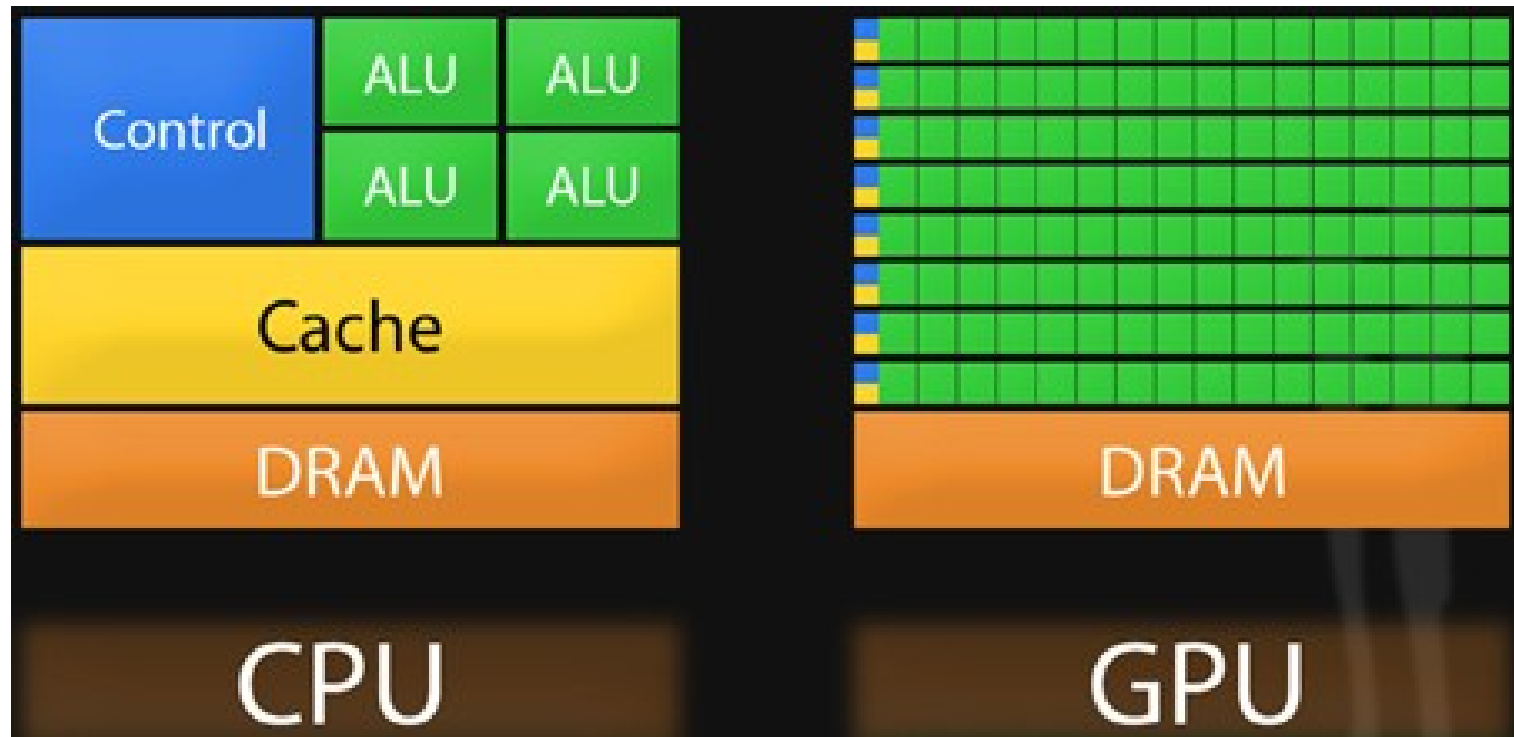 Control
ALU ALU
ALU ALU
Cache
DRAM
DRAM
CPU
GPU